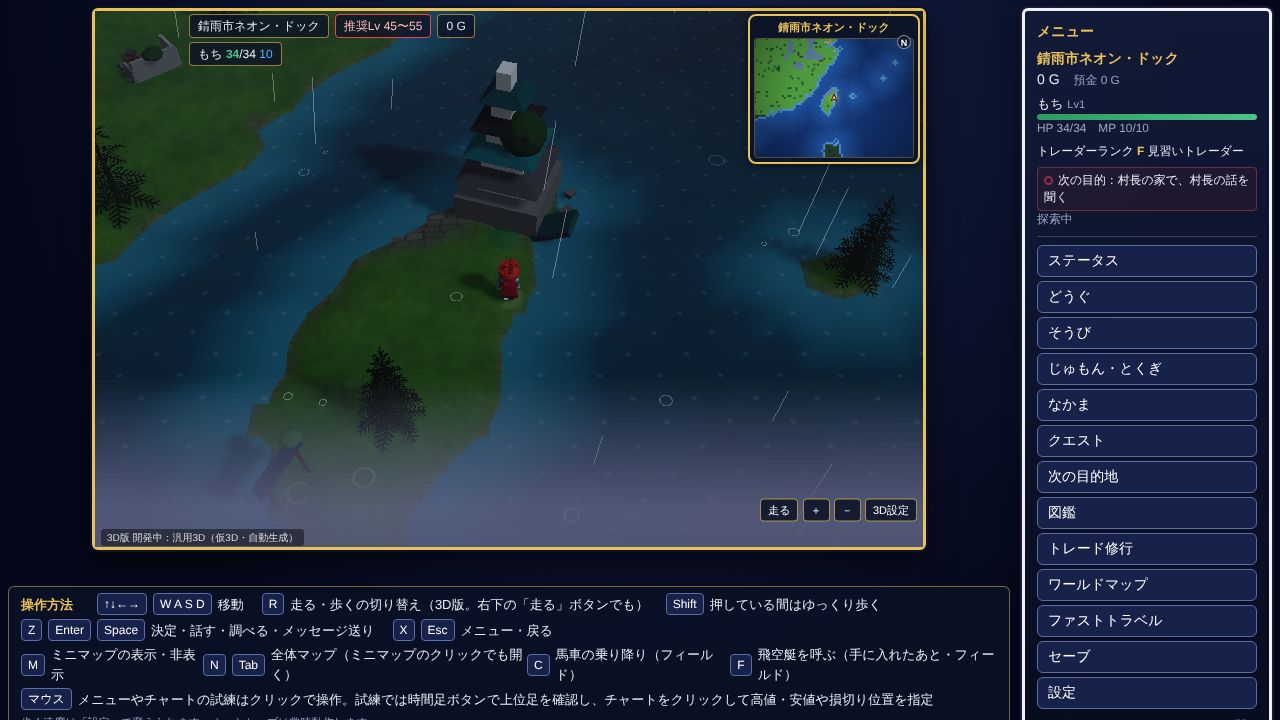 錆雨市ネオン・ドック 推奨Lv 45〜55 0 G
もち 34/34 10
錆雨市ネオン・ドック
N
走る + − 3D設定
3D版 開発中：汎用3D（仮3D・自動生成）
メニュー
錆雨市ネオン・ドック
0 G 預金 0 G
もち Lv1
HP 34/34 MP 10/10
トレーダーランク F 見習いトレーダー
次の目的：村長の家で、村長の話を
聞く
探索中
ステータス
どうぐ
そうび
じゅもん・とくぎ
なかま
クエスト
次の目的地
図鑑
トレード修行
ワールドマップ
ファストトラベル
セーブ
設定
操作方法 ↑↓←→ W A S D 移動 R 走る・歩くの切り替え（3D版。右下の「走る」ボタンでも） Shift 押している間はゆっくり歩く
Z Enter Space 決定・話す・調べる・メッセージ送り X Esc メニュー・戻る
M ミニマップの表示・非表示 N Tab 全体マップ（ミニマップのクリックでも開く） C 馬車の乗り降り（フィールド） F 飛空艇を呼ぶ（手に入れたあと・フィールド）
マウス メニューやチャートの試練はクリックで操作。試練では時間足ボタンで上位足を確認し、チャートをクリックして高値・安値や損切り位置を指定